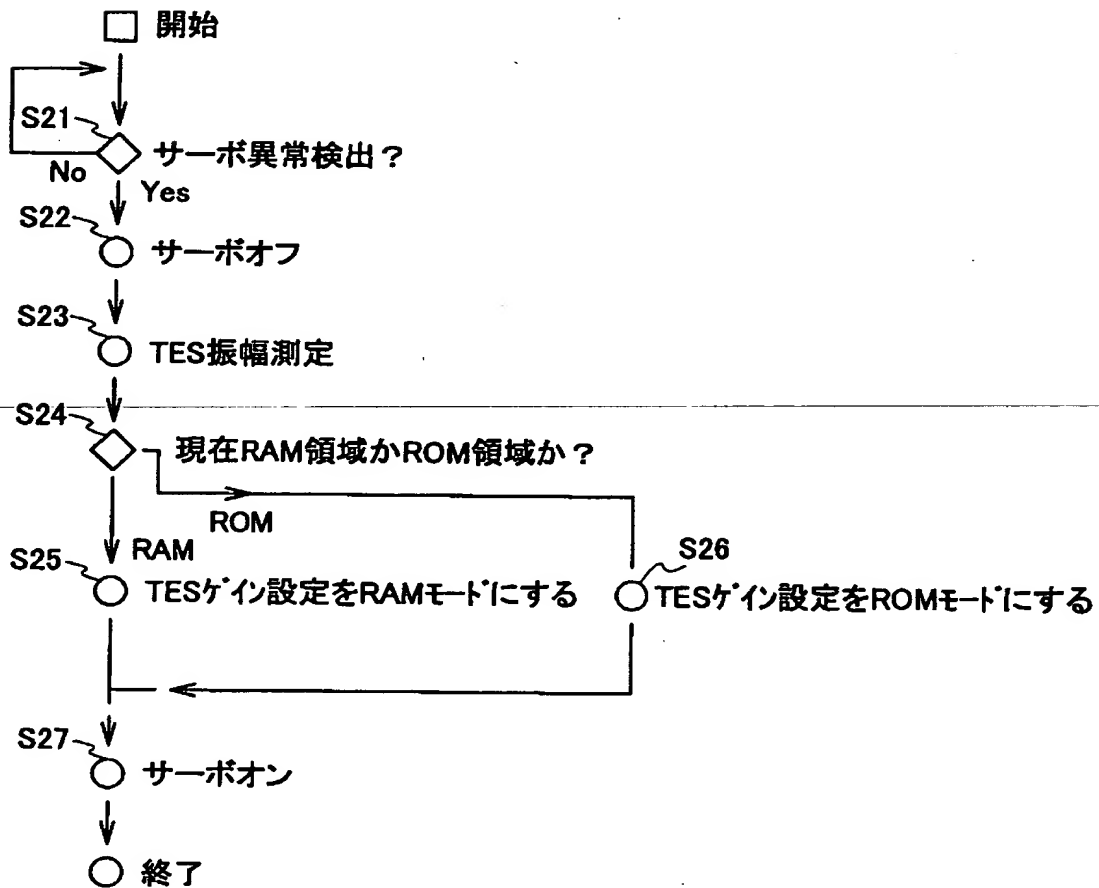 開始
S21
サーボ異常検出？
No
Yes
S22
サーボオフ
S23
TES振幅測定
S24
現在RAM領域かROM領域か？
ROM
RAM
S25
TESゲイン設定をRAMモードにする
S26
TESゲイン設定をROMモードにする
S27
サーボオン
終了